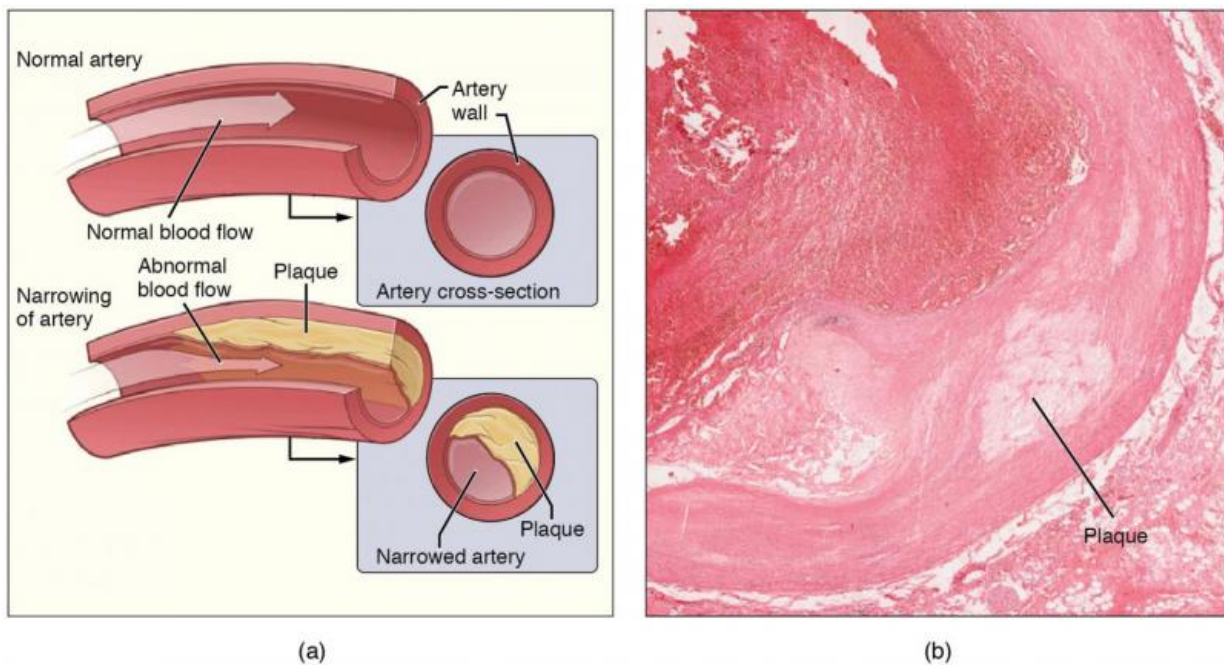 Normal artery
Artery
wall
Normal blood flow
Artery cross-section
Abnormal
blood flow
Plaque
Narrowing
of artery
Plaque
Narrowed artery
(a)
Plaque
(b)